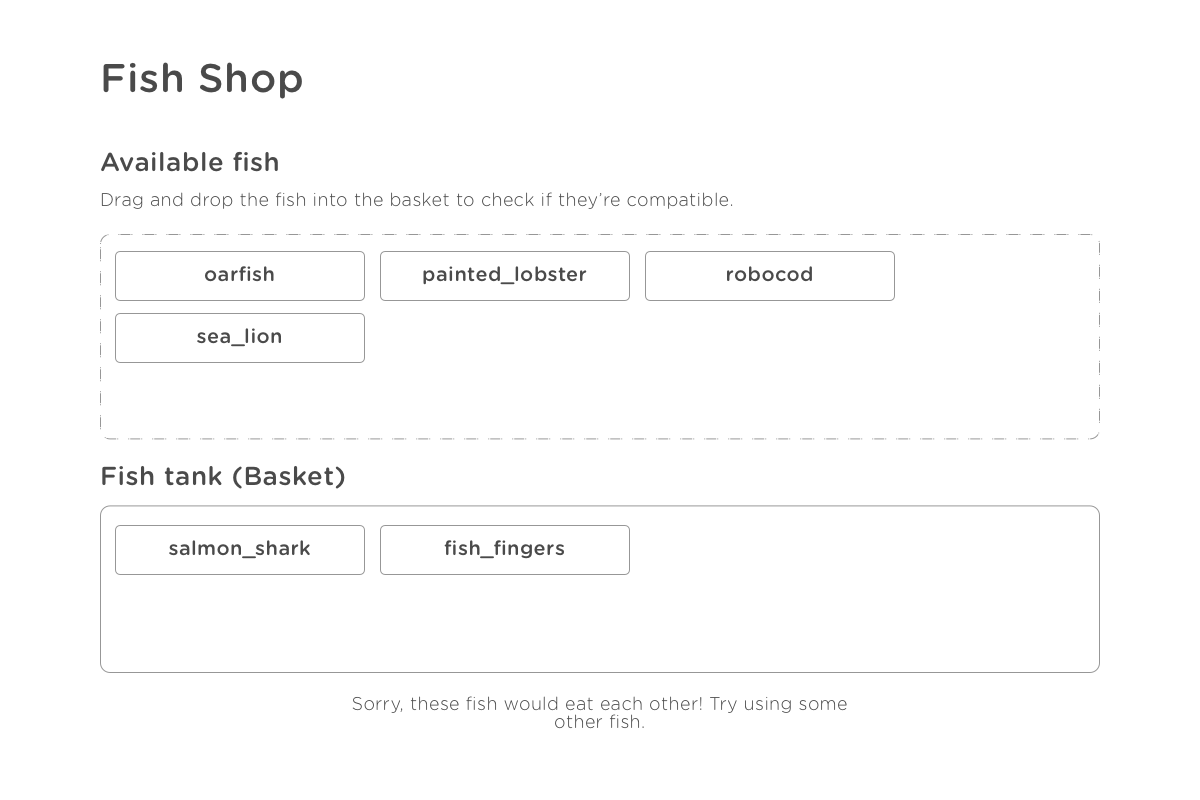 Fish Shop
Available fish
Drag and drop the fish into the basket to check if they’re compatible.
oarfish painted_lobster robocod
sea_lion
Fish tank (Basket)
salmon_shark fish_fingers
Sorry, these fish would eat each other! Try using some
other fish.